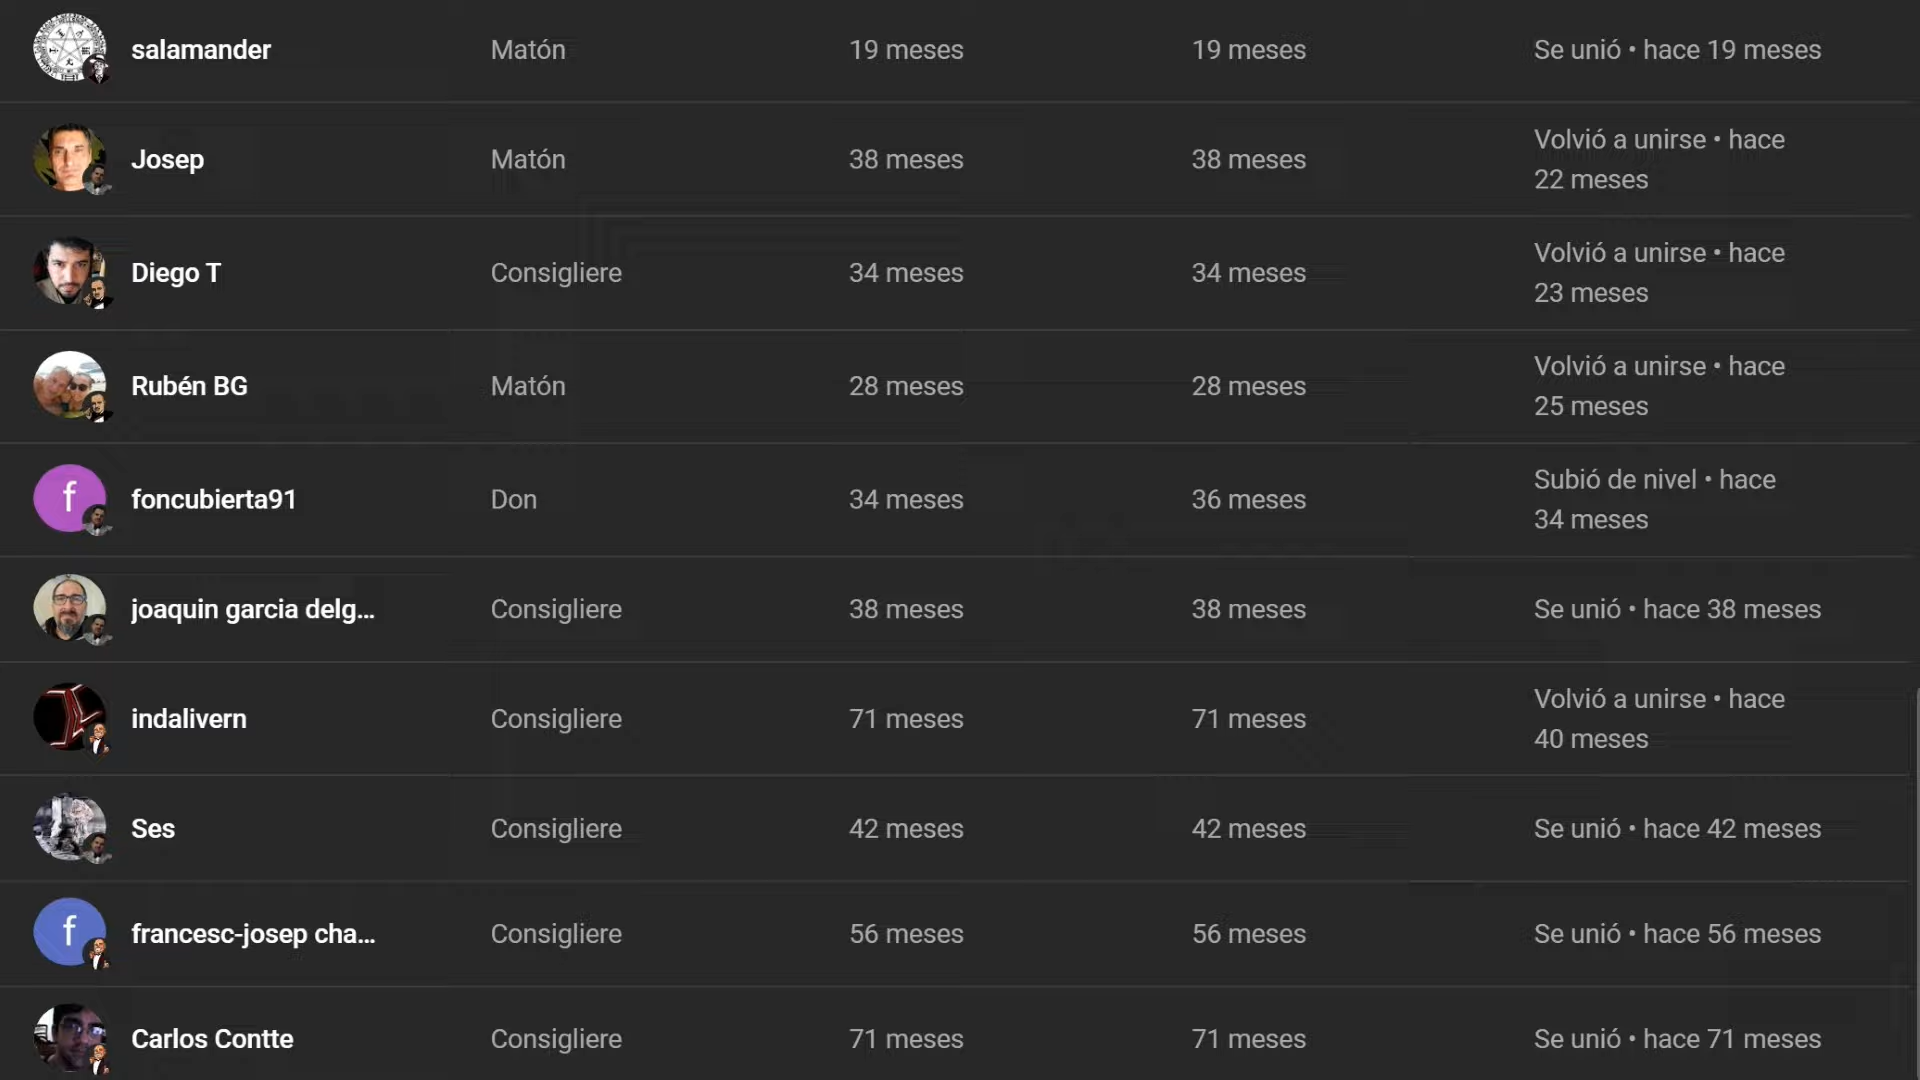 salamander Matón 19 meses 19 meses Se unió • hace 19 meses
Josep Matón 38 meses 38 meses Volvió a unirse • hace
22 meses
Diego T Consigliere 34 meses 34 meses Volvió a unirse • hace
23 meses
Rubén BG Matón 28 meses 28 meses Volvió a unirse • hace
25 meses
f foncubierta91 Don 34 meses 36 meses Subió de nivel • hace
34 meses
joaquin garcia delg... Consigliere 38 meses 38 meses Se unió • hace 38 meses
indalivern Consigliere 71 meses 71 meses Volvió a unirse • hace
40 meses
Ses Consigliere 42 meses 42 meses Se unió • hace 42 meses
f francesc-josep cha... Consigliere 56 meses 56 meses Se unió • hace 56 meses
Carlos Contte Consigliere 71 meses 71 meses Se unió • hace 71 meses